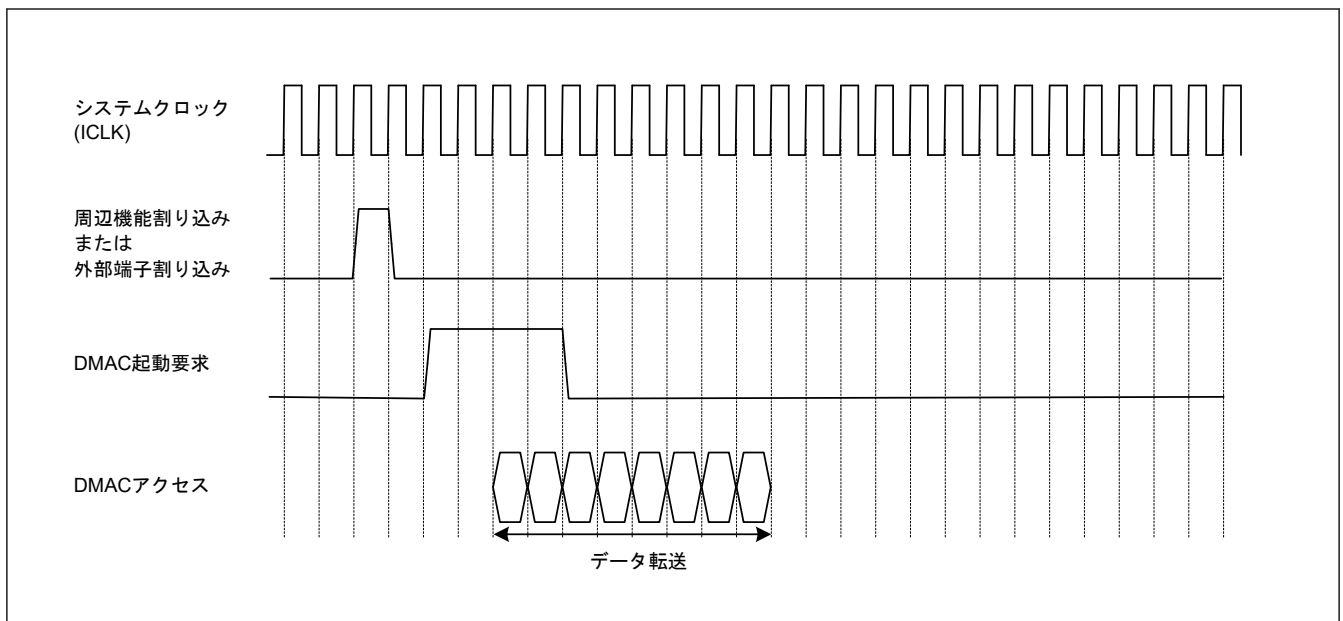 システムクロック
(ICLK)
周辺機能割り込み
または
外部端子割り込み
DMAC起動要求
DMACアクセス
データ転送